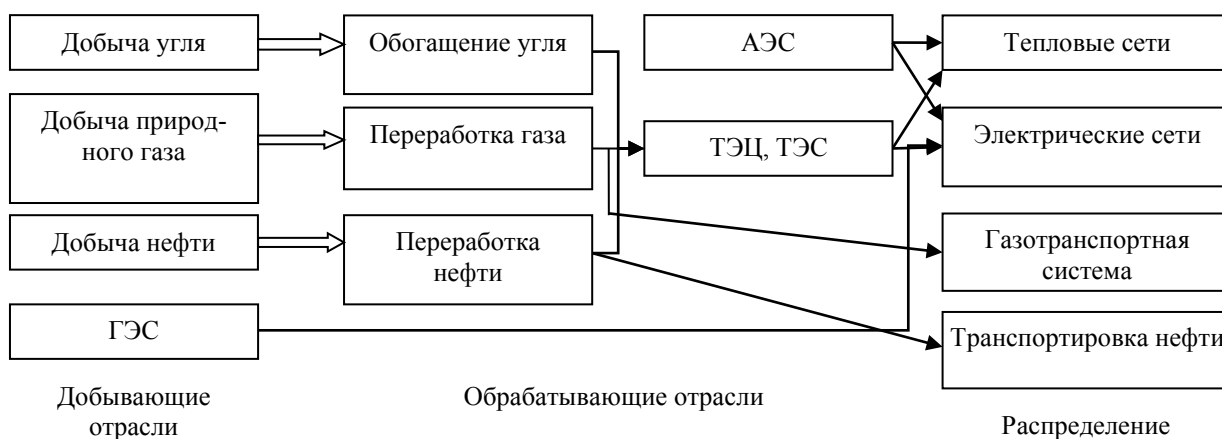 Добыча угля
Обогащение угля
АЭС
Тепловые сети
Добыча природ-
ного газа
Переработка газа
ТЭЦ, ТЭС
Электрические сети
Добыча нефти
Переработка
нефти
Газотранспортная
система
ГЭС
Транспортировка нефти
Добывающие
отрасли
Обрабатывающие отрасли
Распределение